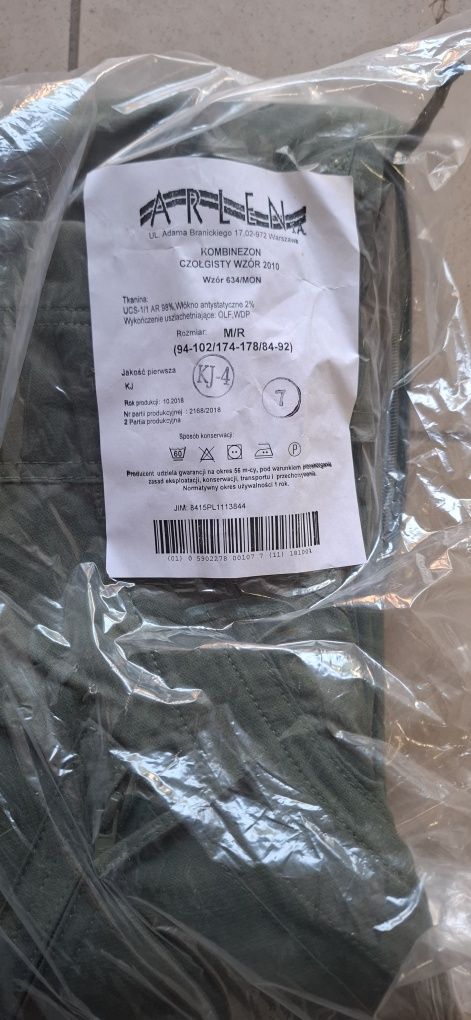 ARLEN S.A.
UL. Adama Branickiego 17,02-972 Warszawa
KOMBINEZON
CZOŁGISTY WZÓR 2010
Wzór 634/MON
Tkanina:
UCS-1/1 AR 98%,Włókno antystatyczne 2%
Wykończenie uszlachetniające: OLF,WDP
Rozmiar: M/R
(94-102/174-178/84-92)
Jakość pierwsza
KJ
KJ-4
7
Rok produkcji: 10.2018
Nr partii produkcyjnej : 2168/2018
2 Partia produkcyjna
Sposób konserwacji:
60
P
Producent udziela gwarancji na okres 56 m-cy, pod warunkiem przestrzegania
zasad eksploatacji, konserwacji, transportu i przechowywania.
Normatywny okres używalności 1 rok.
JIM: 8415PL1113844
(01) 0 5902278 00107 7 (11)